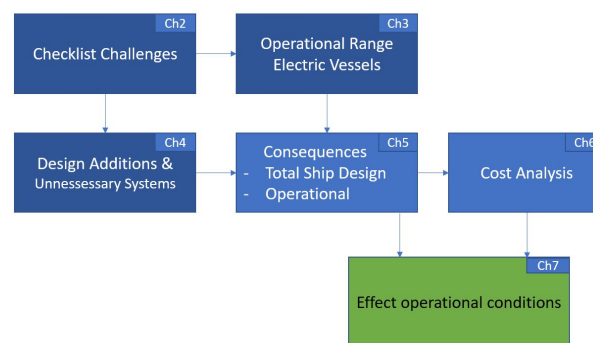 Ch2
Checklist Challenges
Ch3
Operational Range
Electric Vessels
Ch4
Design Additions &
Unnessessary Systems
Ch5
Consequences
- Total Ship Design
- Operational
Ch6
Cost Analysis
Ch7
Effect operational conditions